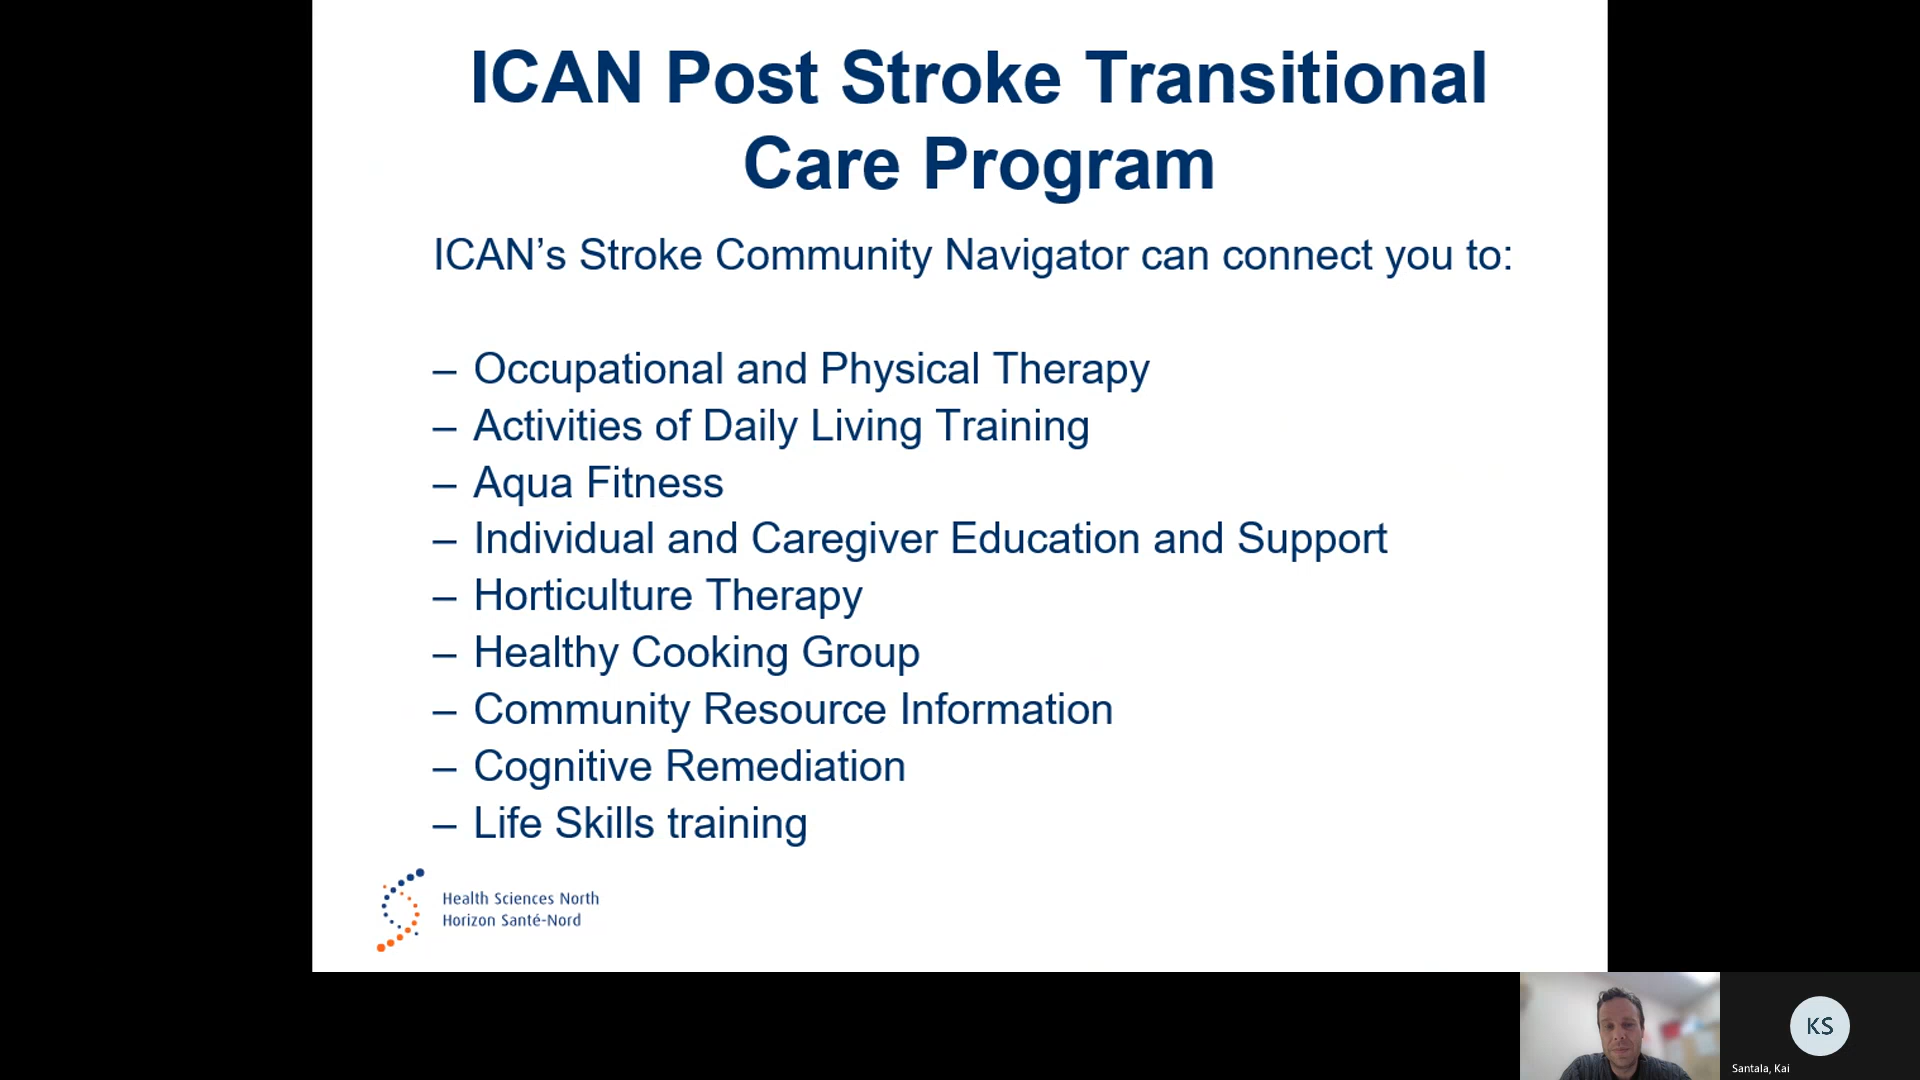 ICAN Post Stroke Transitional
Care Program
ICAN’s Stroke Community Navigator can connect you to:
– Occupational and Physical Therapy
– Activities of Daily Living Training
– Aqua Fitness
– Individual and Caregiver Education and Support
– Horticulture Therapy
– Healthy Cooking Group
– Community Resource Information
– Cognitive Remediation
– Life Skills training
Health Sciences North
Horizon Santé-Nord
KS
Santala, Kai